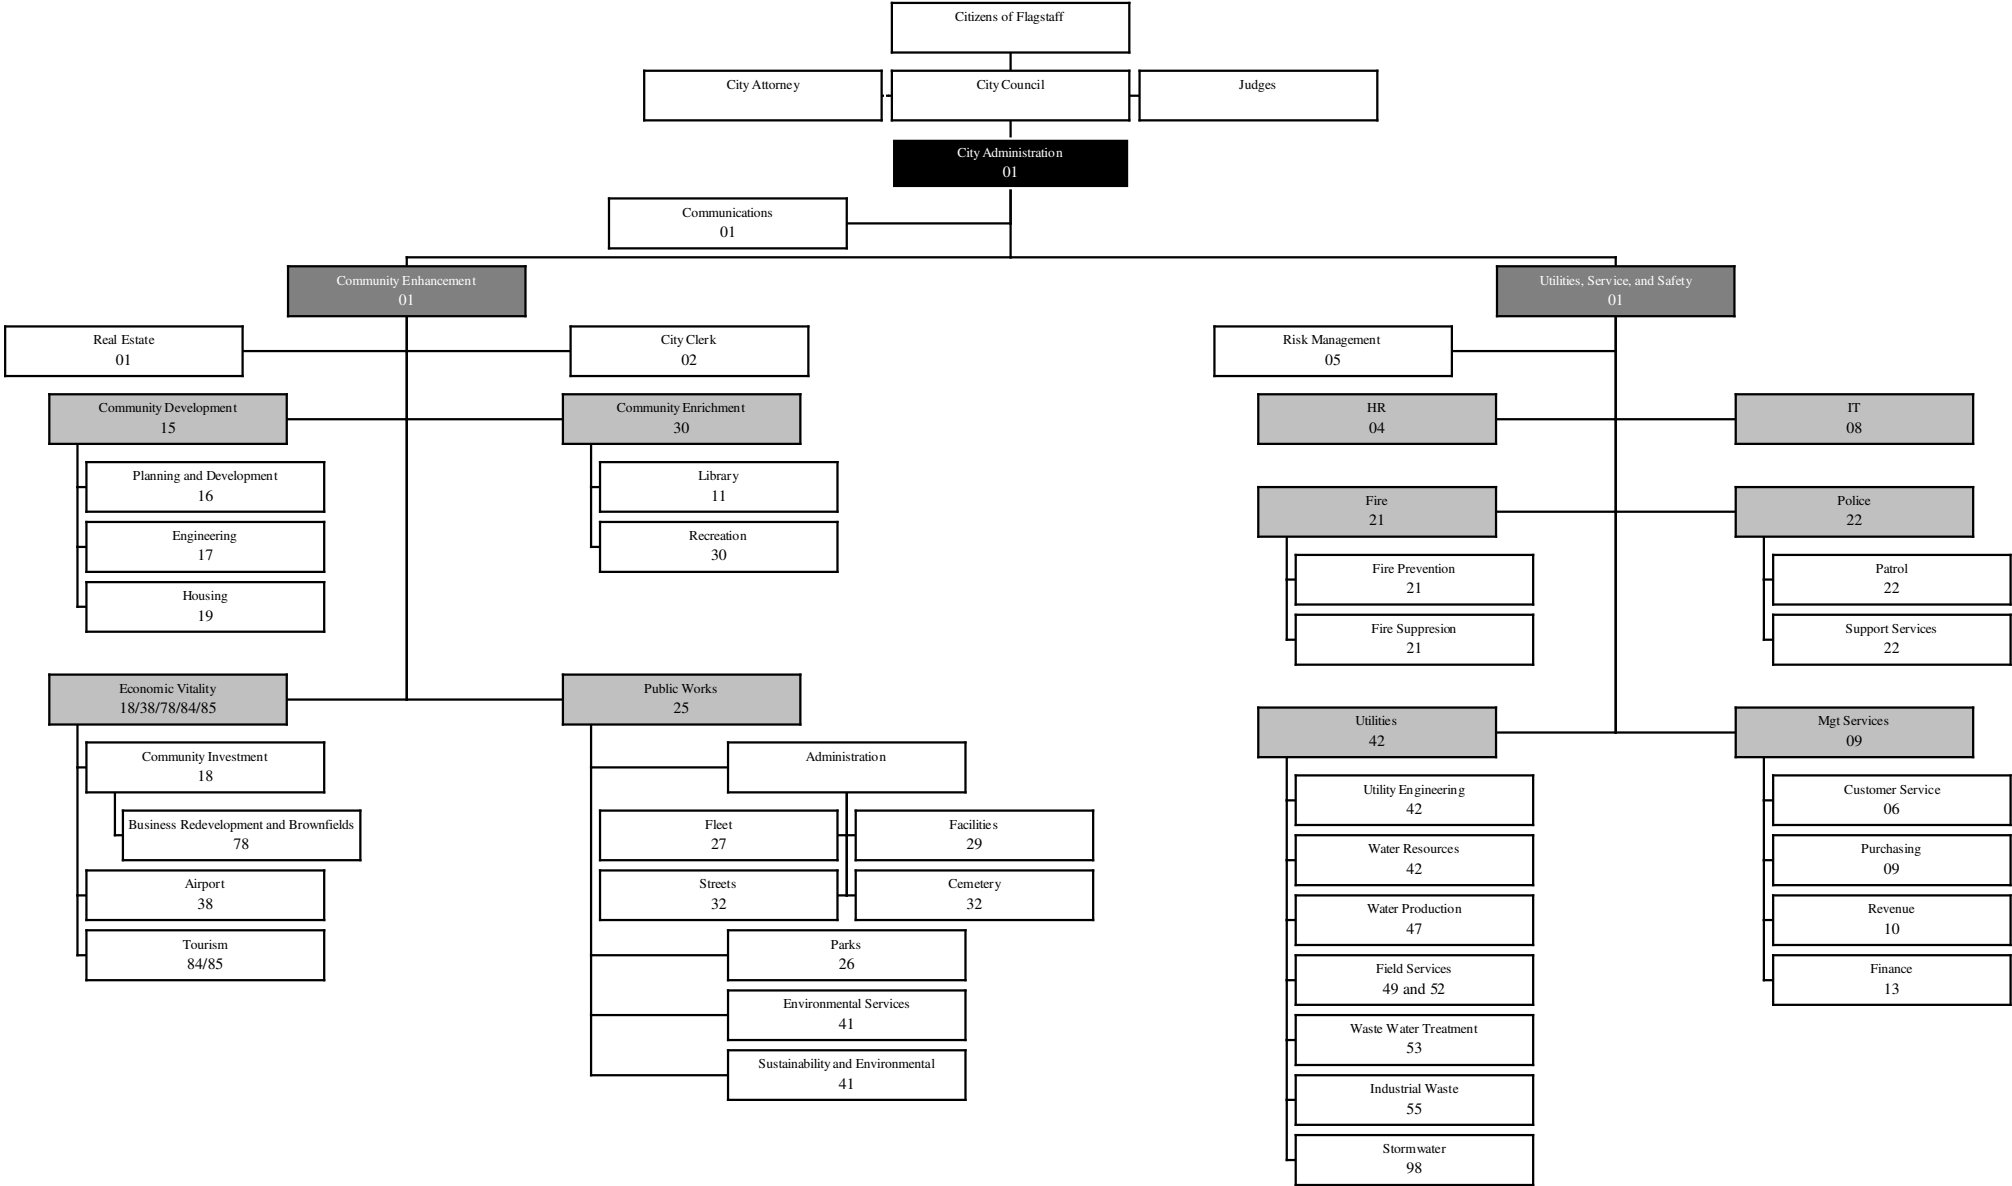 Citizens of Flagstaff
City Attorney
City Council
Judges
City Administration
01
Communications
01
Community Enhancement
01
Utilities, Service, and Safety
01
Real Estate
01
City Clerk
02
Risk Management
05
Community Development
15
Community Enrichment
30
HR
04
IT
08
Planning and Development
16
Library
11
Engineering
17
Recreation
30
Housing
19
Fire
21
Police
22
Fire Prevention
21
Patrol
22
Fire Suppresion
21
Support Services
22
Economic Vitality
18/38/78/84/85
Public Works
25
Utilities
42
Mgt Services
09
Community Investment
18
Administration
Business Redevelopment and Brownfields
78
Fleet
27
Facilities
29
Airport
38
Streets
32
Cemetery
32
Tourism
84/85
Parks
26
Environmental Services
41
Sustainability and Environmental
41
Utility Engineering
42
Customer Service
06
Water Resources
42
Purchasing
09
Water Production
47
Revenue
10
Field Services
49 and 52
Finance
13
Waste Water Treatment
53
Industrial Waste
55
Stormwater
98